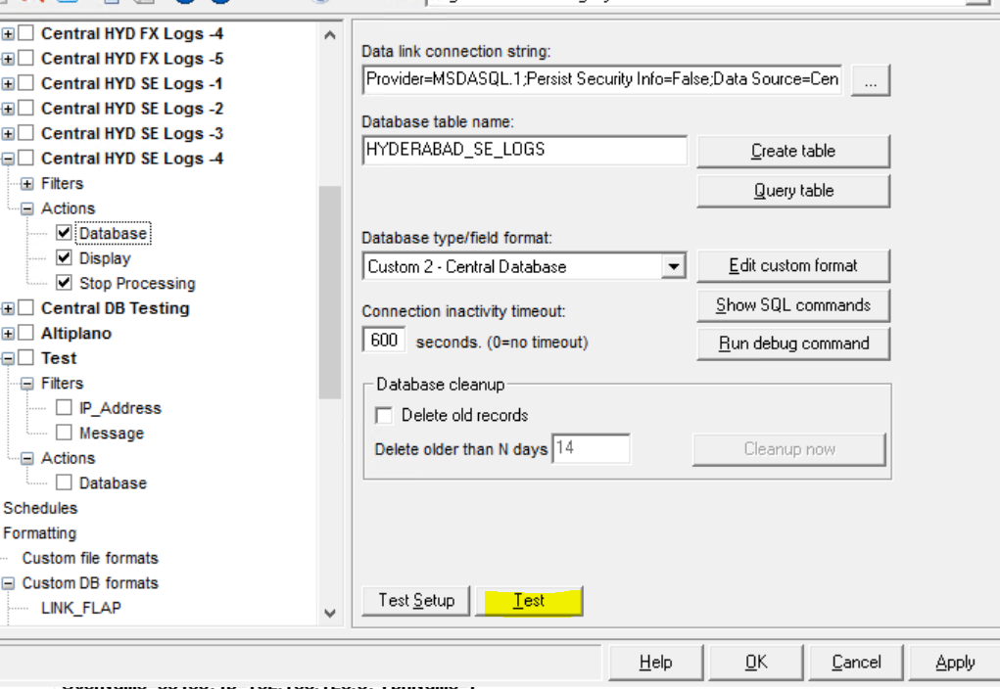 Central HYD FX Logs -4
Central HYD FX Logs -5
Central HYD SE Logs -1
Central HYD SE Logs -2
Central HYD SE Logs -3
Central HYD SE Logs -4
Filters
Actions
Database
Display
Stop Processing
Central DB Testing
Altiplano
Test
Filters
IP_Address
Message
Actions
Database
Schedules
Formatting
Custom file formats
Custom DB formats
LINK_FLAP
Data link connection string:
Provider=MSDASQL.1;Persist Security Info=False;Data Source=Cen
...
Database table name:
HYDERABAD_SE_LOGS
Create table
Query table
Database type/field format:
Custom 2 - Central Database
Edit custom format
Show SQL commands
Connection inactivity timeout:
600 seconds. (0=no timeout)
Run debug command
Database cleanup
Delete old records
Delete older than N days 14
Cleanup now
Test Setup
Test
Help
OK
Cancel
Apply